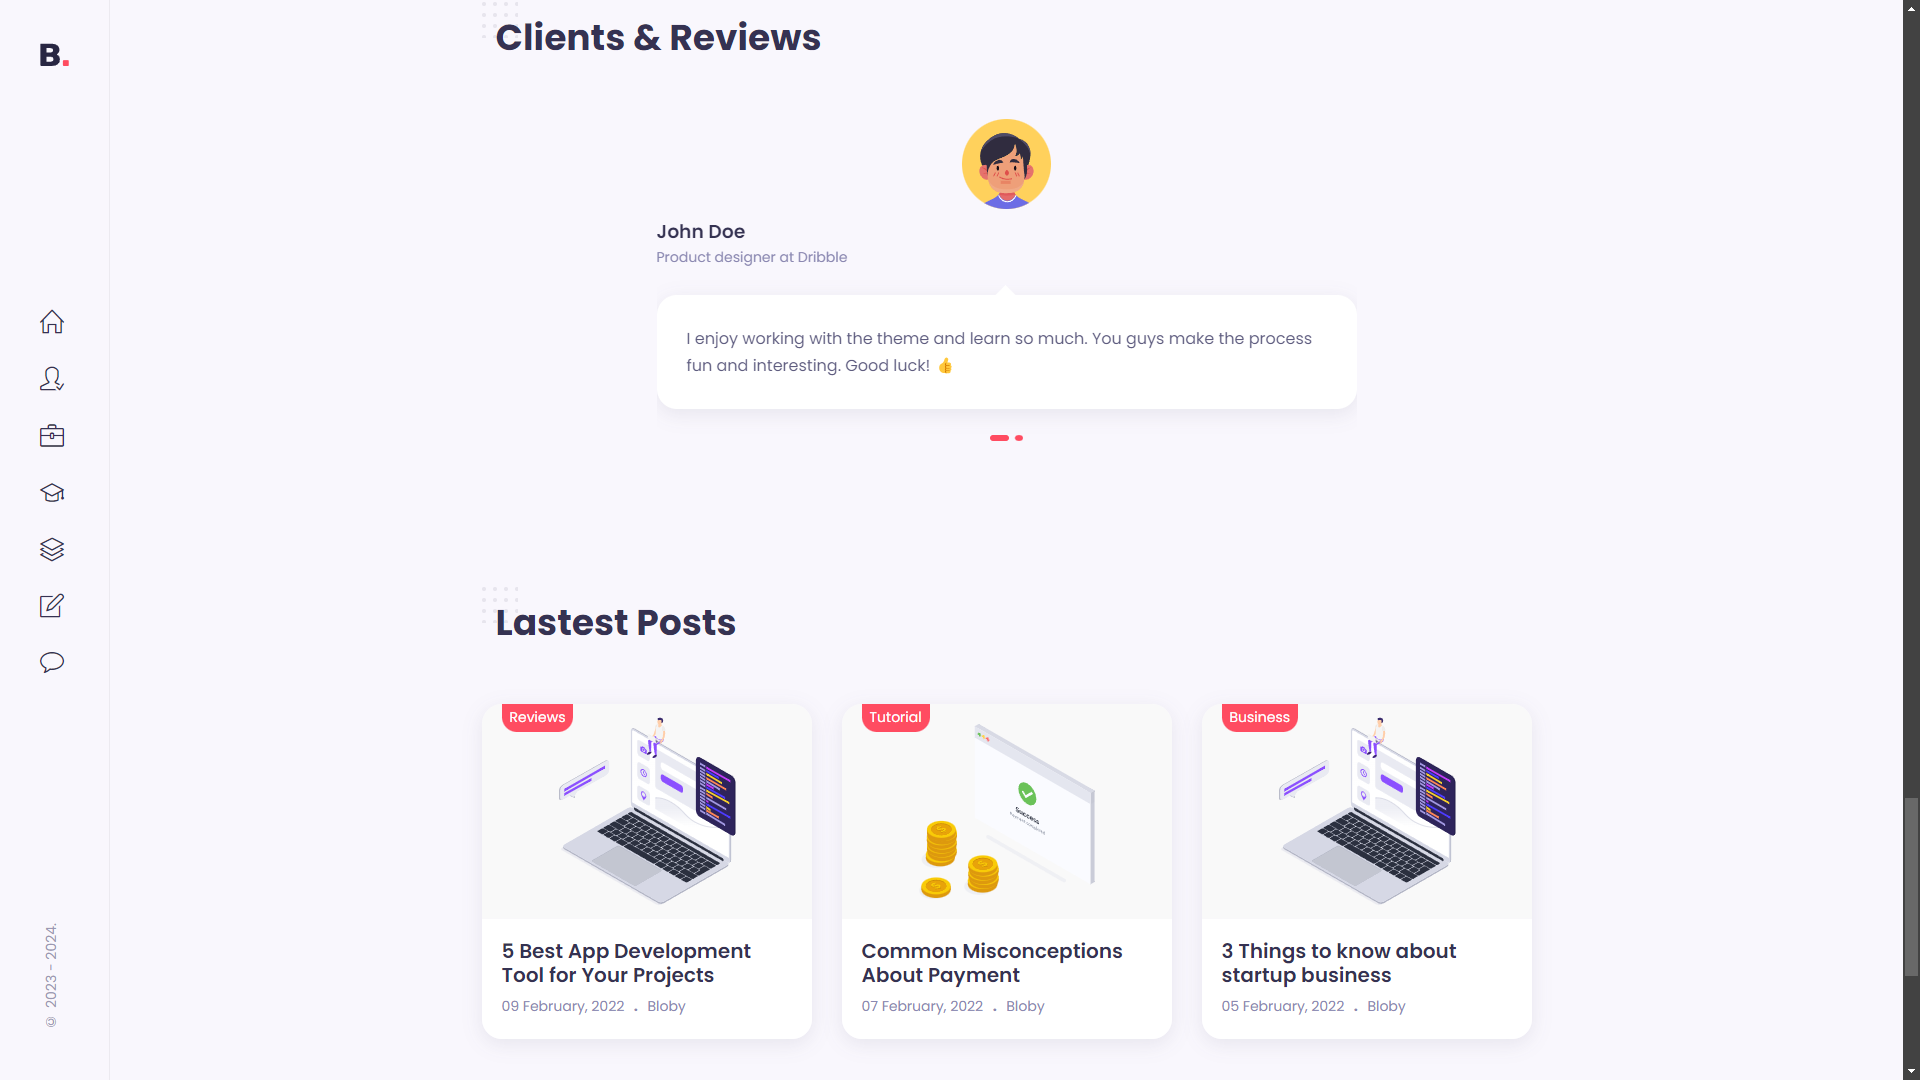 B.
Clients & Reviews
John Doe
Product designer at Dribble
I enjoy working with the theme and learn so much. You guys make the process
fun and interesting. Good luck! 👍
Lastest Posts
Reviews
5 Best App Development
Tool for Your Projects
09 February, 2022 . Bloby
Tutorial
Success
Common Misconceptions
About Payment
07 February, 2022 . Bloby
Business
3 Things to know about
startup business
05 February, 2022 . Bloby
© 2023 - 2024.